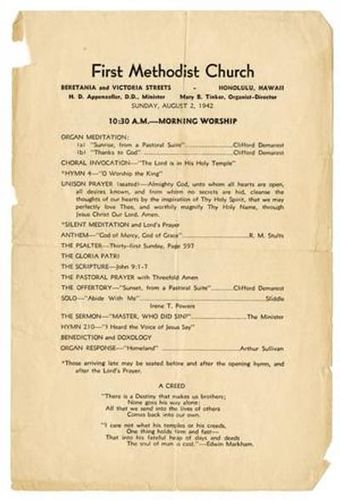 First Methodist Church
BERETANIA and VICTORIA STREETS - HONOLULU, HAWAII
H. D. Appenzeller, D.D., Minister Mary B. Tinker, Organist-Director
SUNDAY, AUGUST 2, 1942
10:30 A.M.—MORNING WORSHIP
ORGAN MEDITATION:
(a) "Sunrise, from a Pastoral Suite" Clifford Demarest
(b) "Thanks to God" Clifford Demarest
CHORAL INVOCATION—"The Lord is in His Holy Temple"
*HYMN 4—"O Worship the King"
UNISON PRAYER (seated)—Almighty God, unto whom all hearts are open,
all desires known, and from whom no secrets are hid, cleanse the
thoughts of our hearts by the inspiration of Thy Holy Spirit, that we may
perfectly love Thee, and worthily magnify Thy Holy Name, through
Jesus Christ Our Lord. Amen.
*SILENT MEDITATION and Lord's Prayer
ANTHEM—"God of Mercy, God of Grace" R. M. Stults
THE PSALTER—Thirty-first Sunday, Page 597
THE GLORIA PATRI
THE SCRIPTURE—John 9:1-7
THE PASTORAL PRAYER with Threefold Amen
THE OFFERTORY—"Sunset, from a Pastoral Suite" Clifford Demarest
SOLO—"Abide With Me"
Irene T. Powers
THE SERMON—"MASTER, WHO DID SIN?" The Minister
HYMN 210—"I Heard the Voice of Jesus Say"
BENEDICTION and DOXOLOGY
ORGAN RESPONSE—"Homeland" Arthur Sullivan
*Those arriving late may be seated before and after the opening hymn, and
after the Lord's Prayer.
A CREED
"There is a Destiny that makes us brothers;
None goes his way alone:
All that we send into the lives of others
Comes back into our own.
"I care not what his temples or his creeds,
One thing holds firm and fast—
That into his fateful heap of days and deeds
The soul of man is cast."—Edwin Markham.